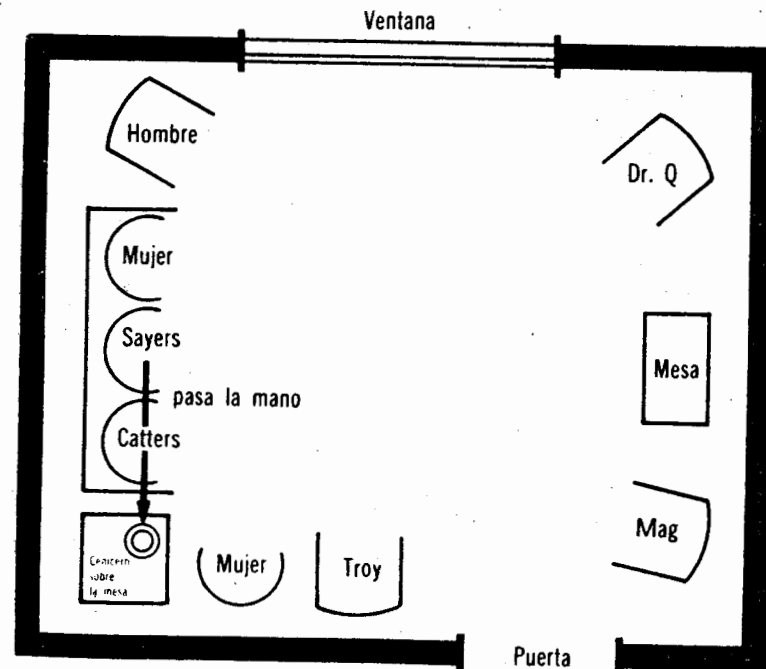 Ventana
Hombre
Dr. Q
Mujer
Sayers
pasa la mano
Mesa
Catters
Mag
Cenicero
sobre
la mesa
Mujer
Troy
Puerta